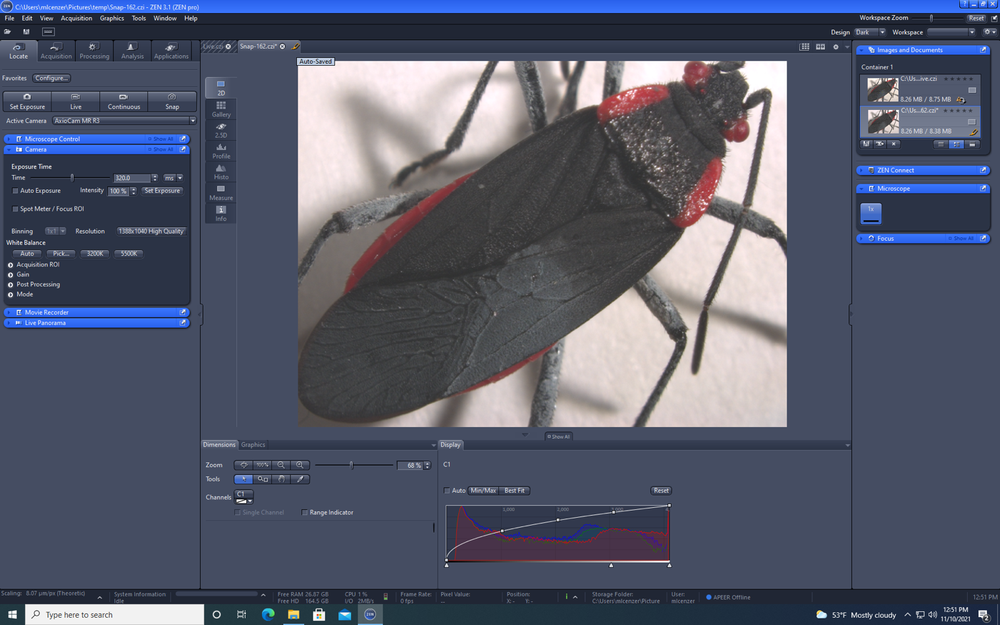 C:\Users\mlcenzer\Pictures\temp\Snap-162.czi - ZEN 3.1 (ZEN pro)
File Edit View Acquisition Graphics Tools Window Help
Workspace Zoom Reset
Design Dark Workspace
Locate Acquisition Processing Analysis Applications
Live.czi Snap-162.czi*
Auto-Saved
Favorites Configure...
Set Exposure Live Continuous Snap
Active Camera AxioCam MR R3
Microscope Control Show All
Camera Show All
Exposure Time
Time 320.0 ms
Auto Exposure Intensity 100 % Set Exposure
Spot Meter / Focus ROI
Binning 1x1 Resolution 1388x1040 High Quality
White Balance
Auto Pick... 3200K 5500K
Acquisition ROI
Gain
Post Processing
Mode
Movie Recorder
Live Panorama
2D
Gallery
2.5D
Profile
Histo
Measure
Info
Show All
Dimensions Graphics
Zoom 100% 68 %
Tools
Channels C1
Single Channel Range Indicator
Display
C1
Auto Min/Max Best Fit Reset
1,000 2,000 3,000 4,
Images and Documents
Container 1
C:\Us...ive.czi
8.26 MB / 8.75 MB
C:\Us...62.czi*
8.26 MB / 8.38 MB
ZEN Connect
Microscope
1x
Focus Show All
Scaling: 8.07 µm/px (Theoretic)
System Information
Idle
Free RAM 26.87 GB
Free HD 164.5 GB
CPU 1 %
I/O 2MB/s
Frame Rate:
0 fps
Pixel Value:
--
Position:
X: - Y: -
i
Storage Folder:
C:\Users\mlcenzer\Picture
User:
mlcenzer
APEER Offline
12:51 PM
Type here to search
ZEN
53°F Mostly cloudy
12:51 PM
11/10/2021
2